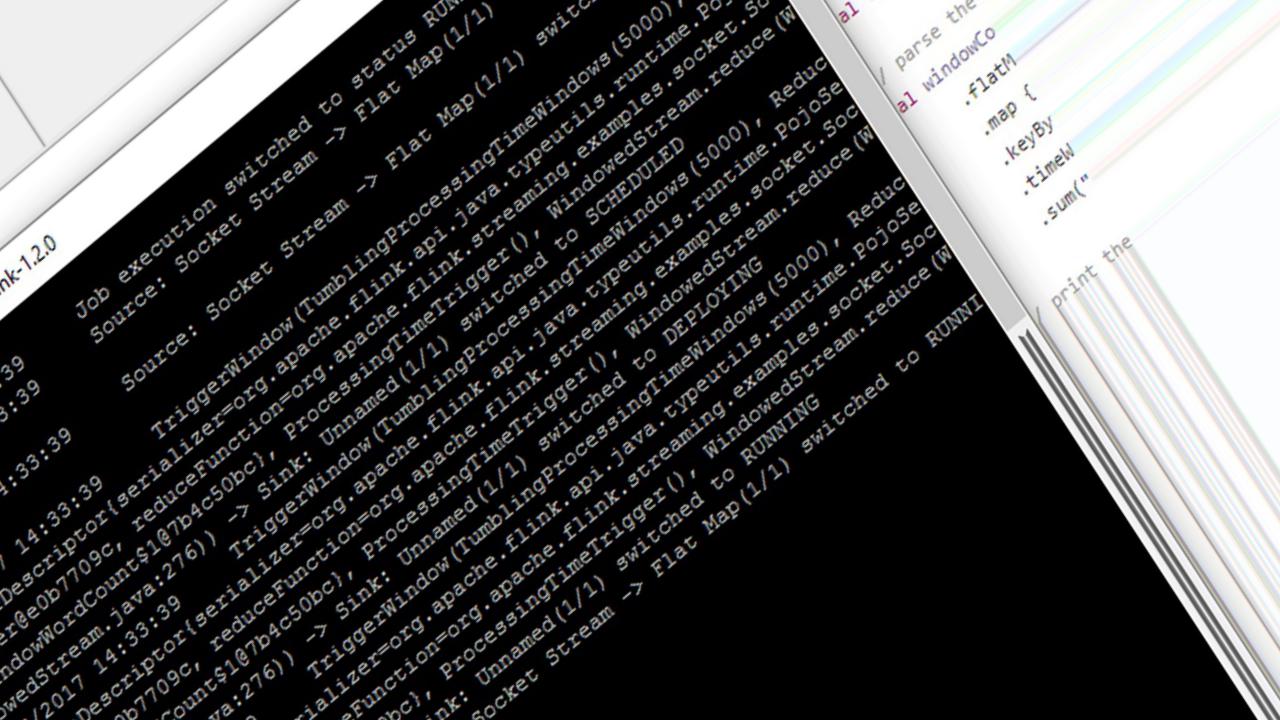 nk-1.2.0
Job execution switched to status RUN
:39 Source: Socket Stream -> Flat Map(1/1) switc
3:39
4:33:39 Source: Socket Stream -> Flat Map(1/1)
7 14:33:39 TriggerWindow(TumblingProcessingTimeWindows(5000),
Descriptor{serializer=org.apache.flink.api.java.typeutils.runtime.Poj
er@e0b7709c, reduceFunction=org.apache.flink.streaming.examples.socket.So
ndowWordCount$1@7b4c50bc}, ProcessingTimeTrigger(), WindowedStream.reduce(W
owedStream.java:276)) -> Sink: Unnamed(1/1) switched to SCHEDULED
/2017 14:33:39 TriggerWindow(TumblingProcessingTimeWindows(5000), Reduc
Descriptor{serializer=org.apache.flink.api.java.typeutils.runtime.PojoSe
0b7709c, reduceFunction=org.apache.flink.streaming.examples.socket.Soc
Count$1@7b4c50bc}, ProcessingTimeTrigger(), WindowedStream.reduce(W
va:276)) -> Sink: Unnamed(1/1) switched to DEPLOYING
TriggerWindow(TumblingProcessingTimeWindows(5000), Reduc
rializer=org.apache.flink.api.java.typeutils.runtime.PojoSe
eFunction=org.apache.flink.streaming.examples.socket.Soc
bc}, ProcessingTimeTrigger(), WindowedStream.reduce(W
ink: Unnamed(1/1) switched to RUNNING
Socket Stream -> Flat Map(1/1) switched to RUNNI
al
/ parse the
al windowCo
.flatM
.map {
.keyBy
.timeW
.sum("
/ print the